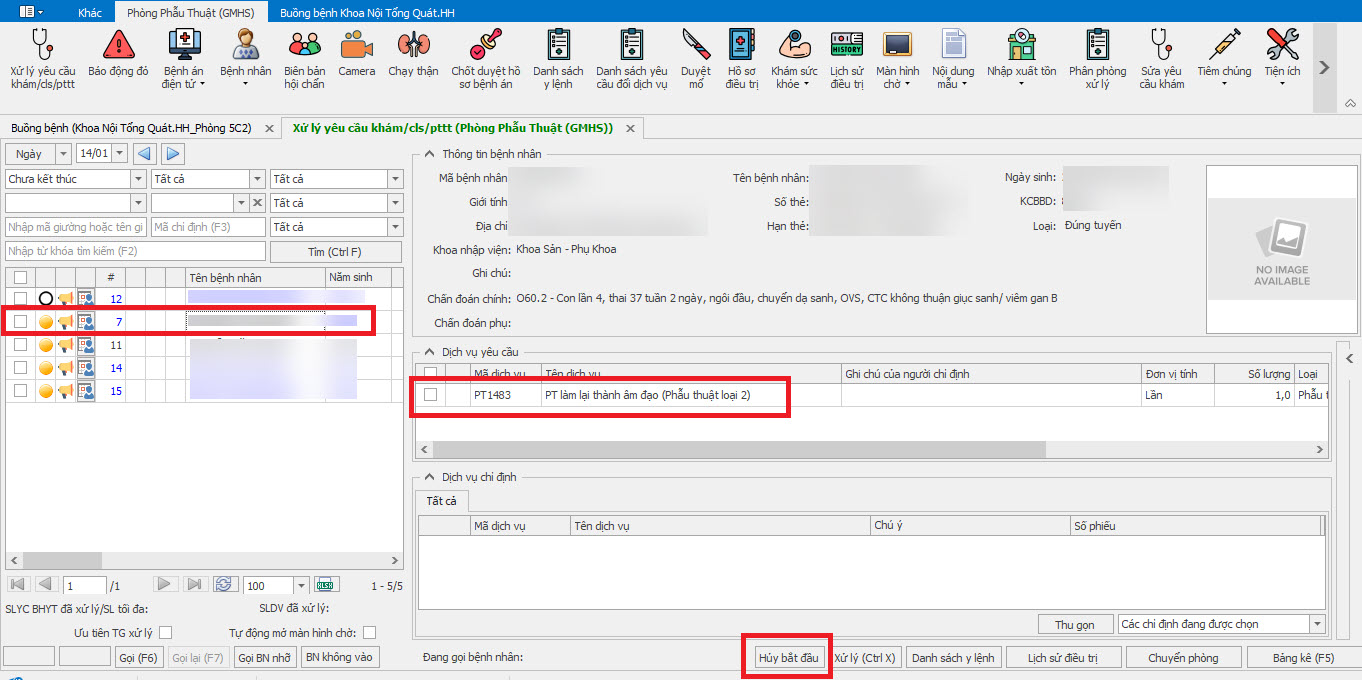 Khác Phòng Phẫu Thuật (GMHS) Buồng bệnh Khoa Nội Tổng Quát.HH
Xử lý yêu cầu khám/cls/pttt
Báo động đỏ
Bệnh án điện tử
Bệnh nhân
Biên bản hội chẩn
Camera
Chạy thận
Chốt duyệt hồ sơ bệnh án
Danh sách y lệnh
Danh sách yêu cầu đổi dịch vụ
Duyệt mổ
Hồ sơ điều trị
Khám sức khỏe
HISTORY
Lịch sử điều trị
Màn hình chờ
Nội dung mẫu
Nhập xuất tồn
Phân phòng xử lý
Sửa yêu cầu khám
Tiêm chủng
Tiện ích
Buồng bệnh (Khoa Nội Tổng Quát.HH_Phòng 5C2) Xử lý yêu cầu khám/cls/pttt (Phòng Phẫu Thuật (GMHS))
Ngày 14/01
Chưa kết thúc Tất cả Tất cả
Tất cả
Nhập mã giường hoặc tên gi Mã chỉ định (F3) Tất cả
Nhập từ khóa tìm kiếm (F2) Tìm (Ctrl F)
# Tên bệnh nhân Năm sinh
12
7
11
14
15
1 /1 100 XLSX 1 - 5/5
SLYC BHYT đã xử lý/SL tối đa: SLDV đã xử lý:
Ưu tiên TG xử lý Tự động mở màn hình chờ:
Gọi (F6) Gọi lại (F7) Gọi BN nhỡ BN không vào
Thông tin bệnh nhân
Mã bệnh nhân Tên bệnh nhân: Ngày sinh:
Giới tính Số thẻ: KCBBD:
Địa chỉ Hạn thẻ: Loại: Đúng tuyến
Khoa nhập viện: Khoa Sản - Phụ Khoa
Ghi chú:
Chẩn đoán chính: O60.2 - Con lần 4, thai 37 tuần 2 ngày, ngôi đầu, chuyển dạ sanh, OVS, CTC không thuận giục sanh/ viêm gan B
Chẩn đoán phụ:
NO IMAGE
AVAILABLE
Dịch vụ yêu cầu
Mã dịch vụ Tên dịch vụ Ghi chú của người chỉ định Đơn vị tính Số lượng Loại
PT1483 PT làm lại thành âm đạo (Phẫu thuật loại 2) Lần 1,0 Phẫu t
Dịch vụ chỉ định
Tất cả
Mã dịch vụ Tên dịch vụ Chú ý Số phiếu
Thu gọn Các chỉ định đang được chọn
Đang gọi bệnh nhân: Hủy bắt đầu Xử lý (Ctrl X) Danh sách y lệnh Lịch sử điều trị Chuyển phòng Bảng kê (F5)